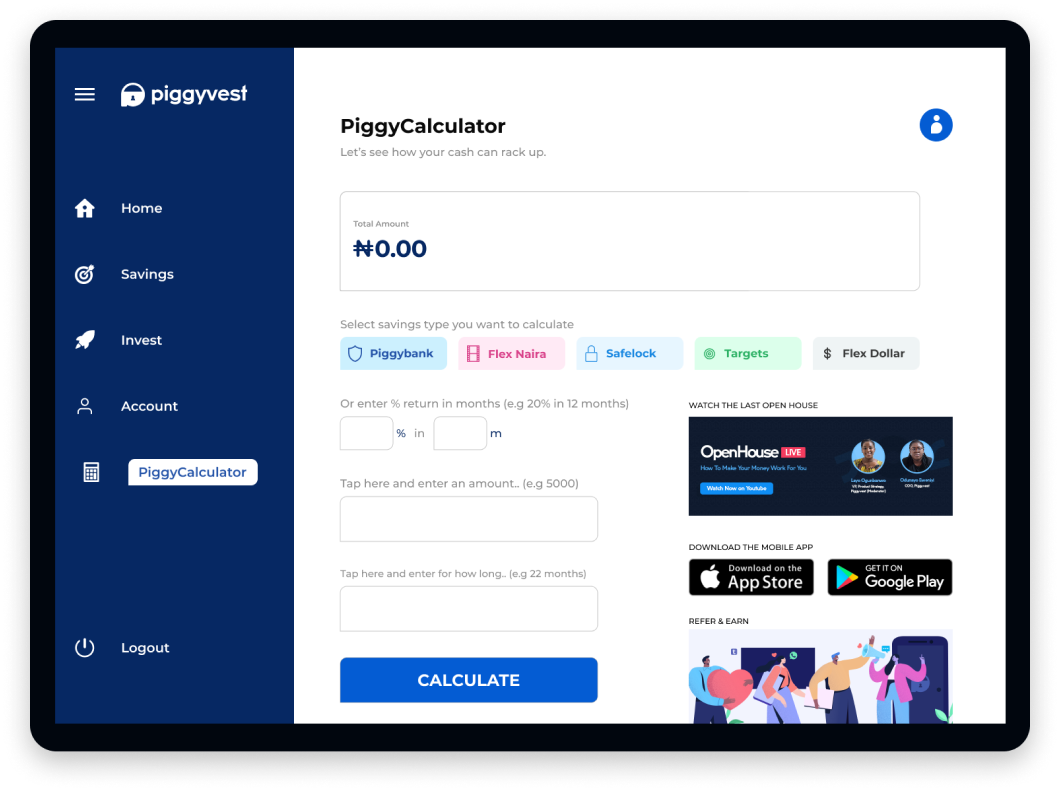 piggyvest
Home
Savings
Invest
Account
PiggyCalculator
Logout
PiggyCalculator
Let's see how your cash can rack up.
Total Amount
₦0.00
Select savings type you want to calculate
Piggybank
Flex Naira
Safelock
Targets
$ Flex Dollar
Or enter % return in months (e.g 20% in 12 months)
% in m
Tap here and enter an amount.. (e.g 5000)
Tap here and enter for how long.. (e.g 22 months)
CALCULATE
WATCH THE LAST OPEN HOUSE
OpenHouse LIVE
How To Make Your Money Work For You
Watch Now on Youtube
VP, Product Strategy,
Piggyvest (Moderator)
COO, Piggyvest
DOWNLOAD THE MOBILE APP
Download on the
App Store
GET IT ON
Google Play
REFER & EARN